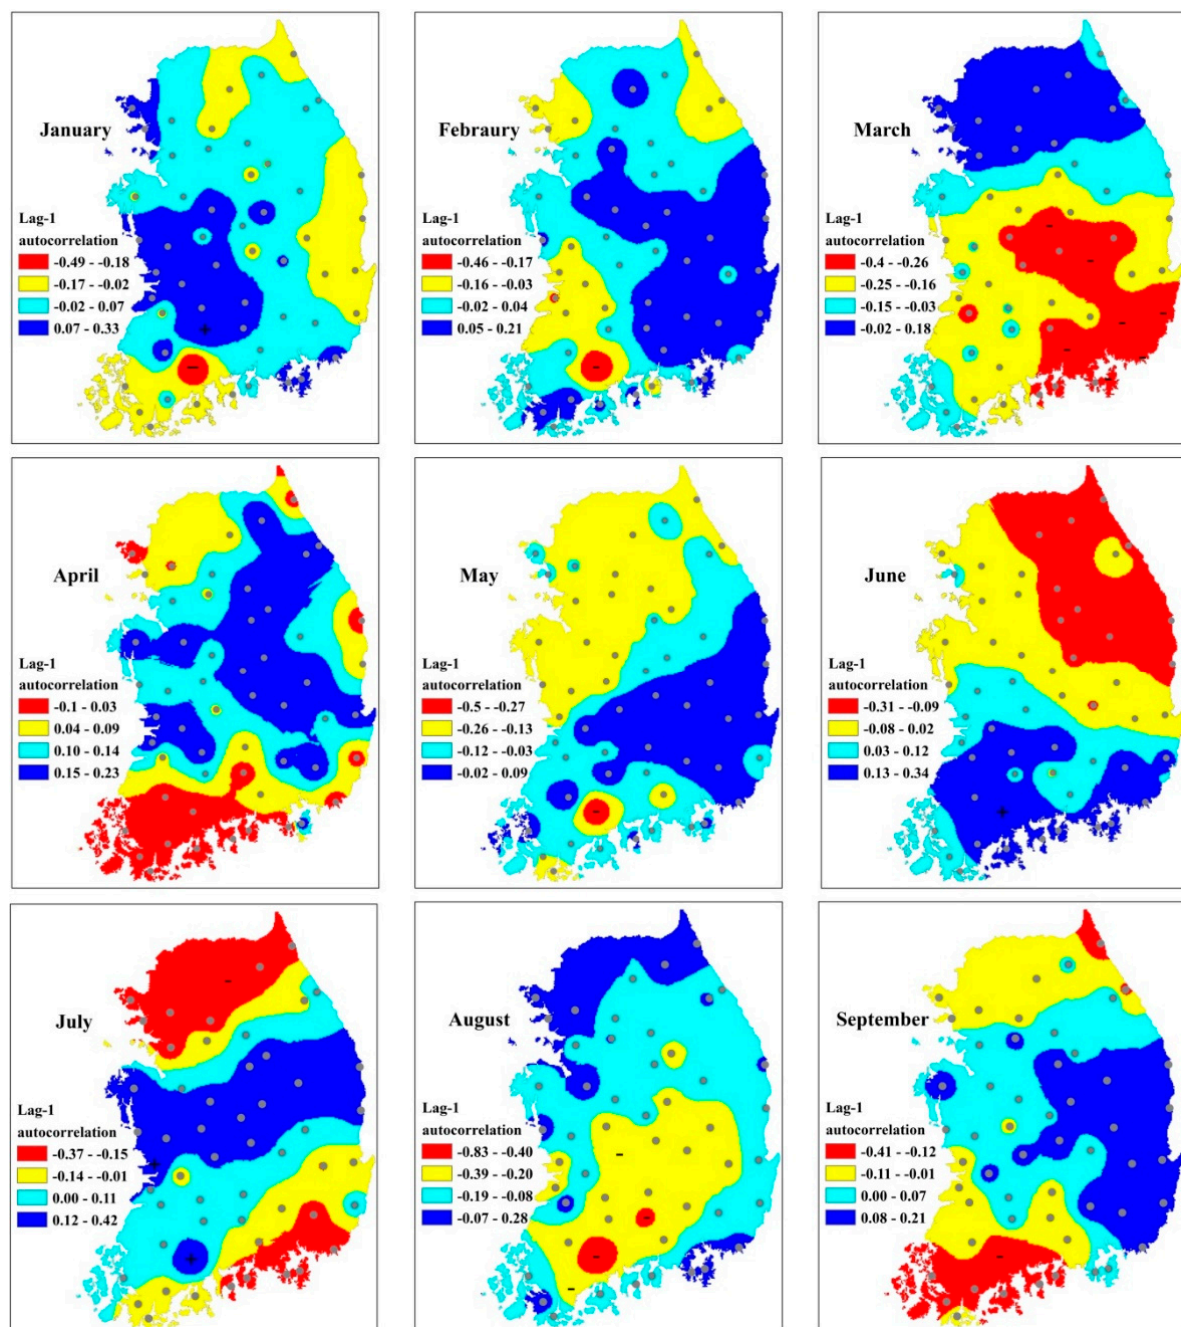 January
Lag-1
autocorrelation
-0.49 - -0.18
-0.17 - -0.02
-0.02 - 0.07
0.07 - 0.33
Febraury
Lag-1
autocorrelation
-0.46 - -0.17
-0.16 - -0.03
-0.02 - 0.04
0.05 - 0.21
March
Lag-1
autocorrelation
-0.4 - -0.26
-0.25 - -0.16
-0.15 - -0.03
-0.02 - 0.18
April
Lag-1
autocorrelation
-0.1 - 0.03
0.04 - 0.09
0.10 - 0.14
0.15 - 0.23
May
Lag-1
autocorrelation
-0.5 - -0.27
-0.26 - -0.13
-0.12 - -0.03
-0.02 - 0.09
June
Lag-1
autocorrelation
-0.31 - -0.09
-0.08 - 0.02
0.03 - 0.12
0.13 - 0.34
July
Lag-1
autocorrelation
-0.37 - -0.15
-0.14 - -0.01
0.00 - 0.11
0.12 - 0.42
August
Lag-1
autocorrelation
-0.83 - -0.40
-0.39 - -0.20
-0.19 - -0.08
-0.07 - 0.28
September
Lag-1
autocorrelation
-0.41 - -0.12
-0.11 - -0.01
0.00 - 0.07
0.08 - 0.21